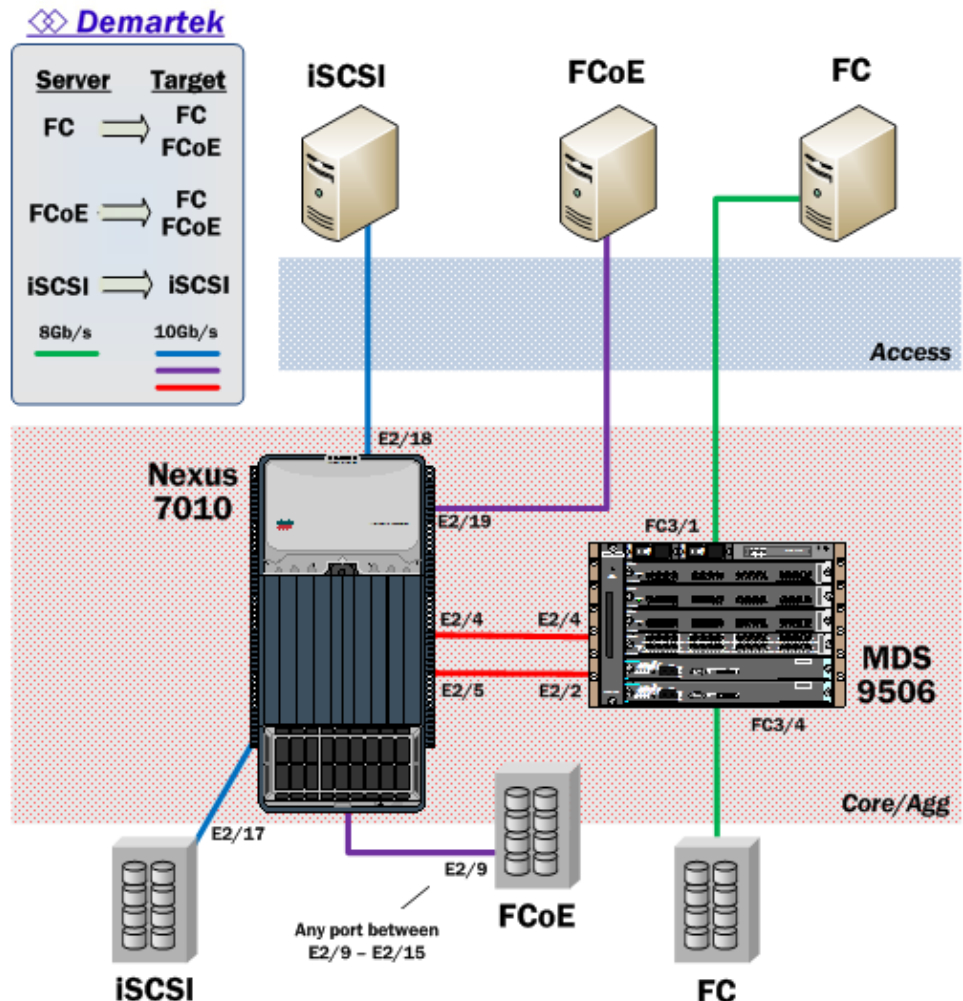 Demartek
Server Target
FC FC
FCoE
FCoE FC
FCoE
iSCSI iSCSI
8Gb/s 10Gb/s
iSCSI
FCoE
FC
Access
E2/18
Nexus
7010
E2/19
FC3/1
E2/4
E2/4
E2/5
E2/2
MDS
9506
FC3/4
Core/Agg
E2/17
E2/9
Any port between
E2/9 – E2/15
FCoE
iSCSI
FC